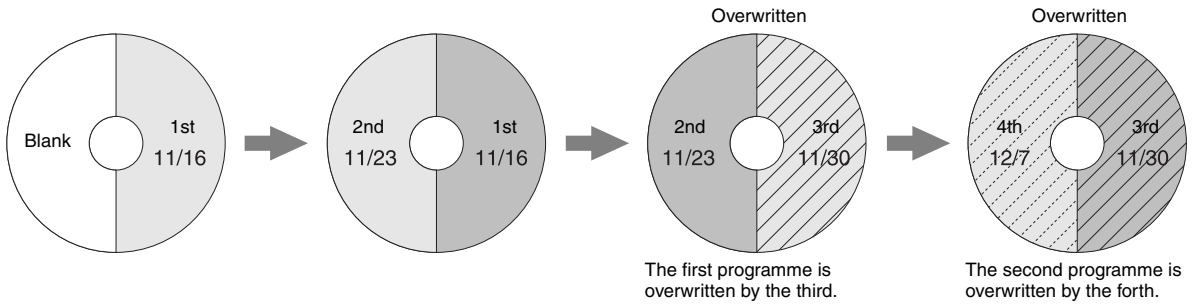 Overwritten
Overwritten
Blank
1st
11/16
2nd
11/23
1st
11/16
2nd
11/23
3rd
11/30
4th
12/7
3rd
11/30
The first programme is
overwritten by the third.
The second programme is
overwritten by the forth.